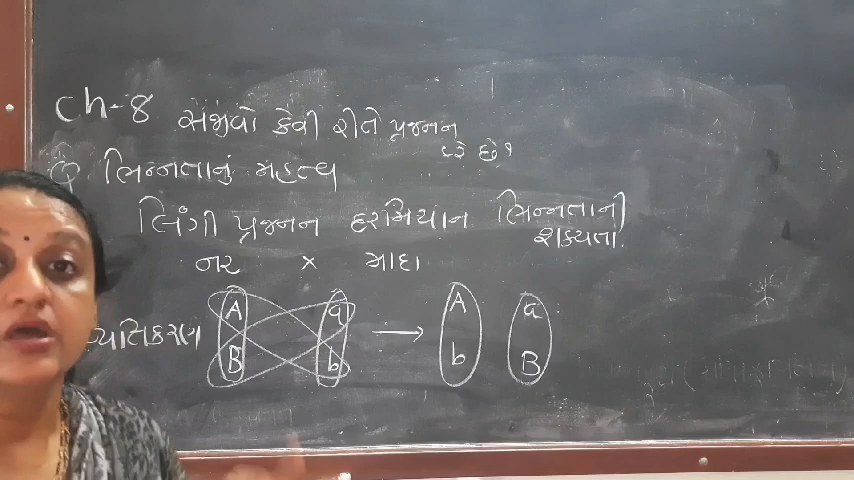 Ch-8 સજીવો કેવી રીતે પ્રજનન
કરે છે?
ભિન્નતાનું મહત્વ
લિંગી પ્રજનન દરમિયાન ભિન્નતાની
શક્યતા.
નર × માદા
વ્યતિકરણ A a → A a
B b b B